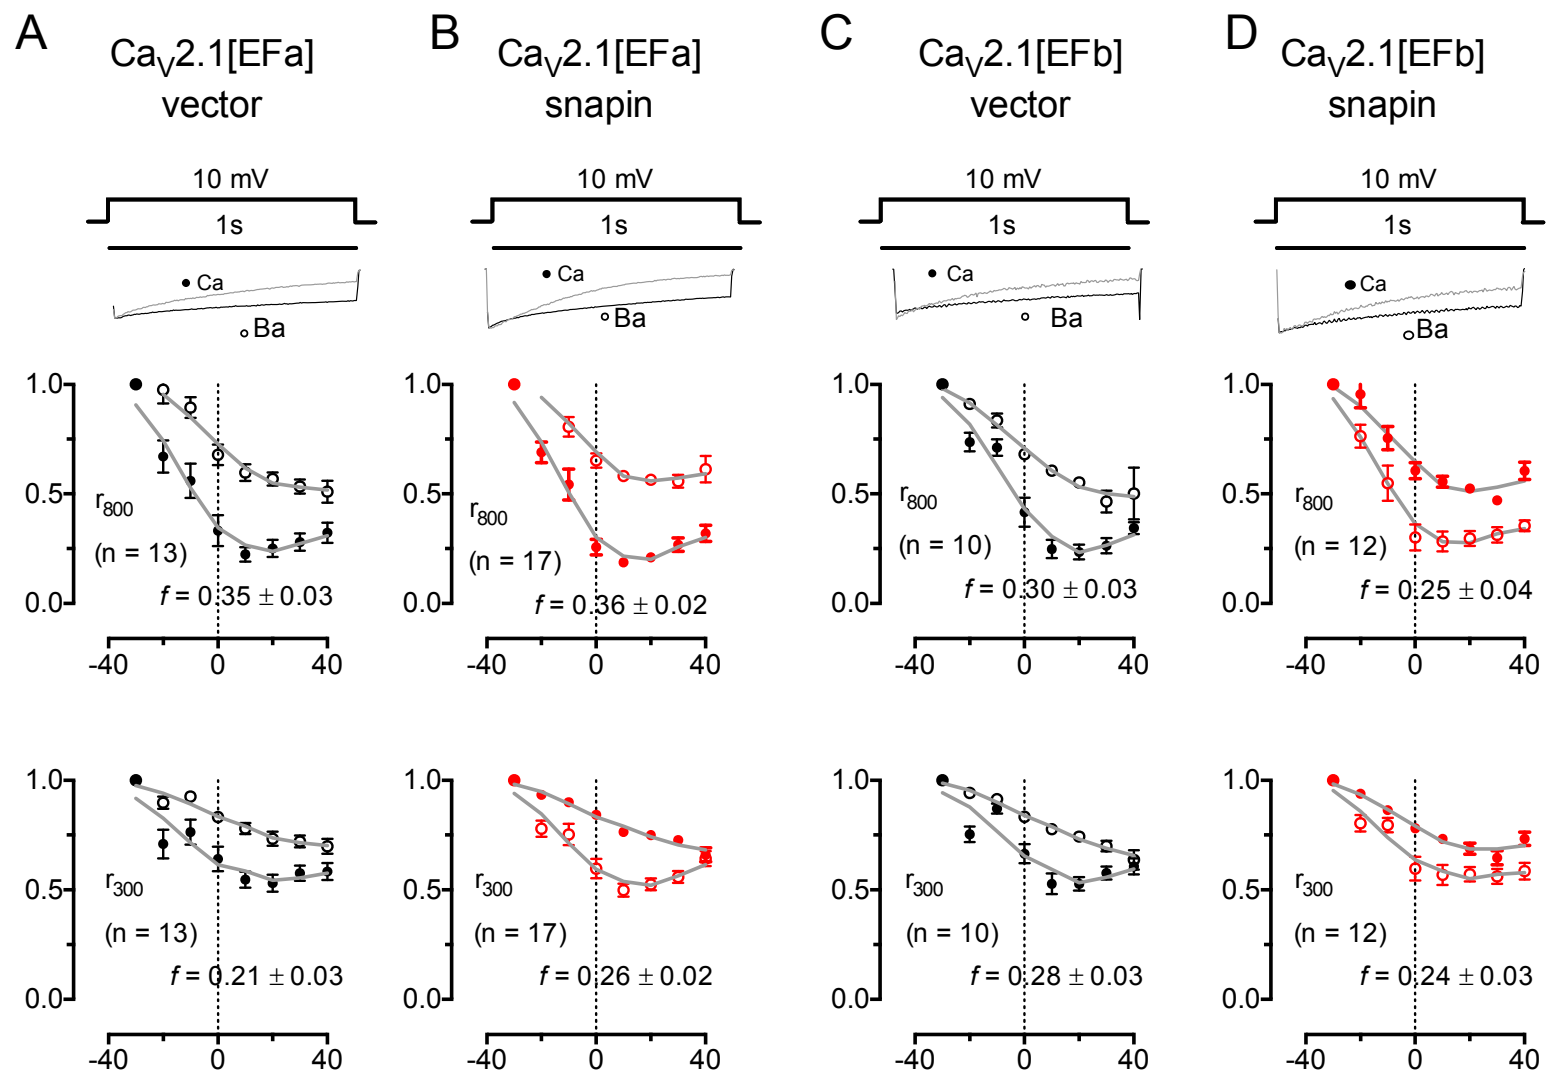 A
CaV2.1[EFa]
vector
10 mV
1s
Ca
Ba
1.0
0.5
0.0
r800
(n = 13)
f = 0.35 ± 0.03
-40 0 40
1.0
0.5
0.0
r300
(n = 13)
f = 0.21 ± 0.03
-40 0 40
B
CaV2.1[EFa]
snapin
10 mV
1s
Ca
Ba
1.0
0.5
0.0
r800
(n = 17)
f = 0.36 ± 0.02
-40 0 40
1.0
0.5
0.0
r300
(n = 17)
f = 0.26 ± 0.02
-40 0 40
C
CaV2.1[EFb]
vector
10 mV
1s
Ca
Ba
1.0
0.5
0.0
r800
(n = 10)
f = 0.30 ± 0.03
-40 0 40
1.0
0.5
0.0
r300
(n = 10)
f = 0.28 ± 0.03
-40 0 40
D
CaV2.1[EFb]
snapin
10 mV
1s
Ca
Ba
1.0
0.5
0.0
r800
(n = 12)
f = 0.25 ± 0.04
-40 0 40
1.0
0.5
0.0
r300
(n = 12)
f = 0.24 ± 0.03
-40 0 40